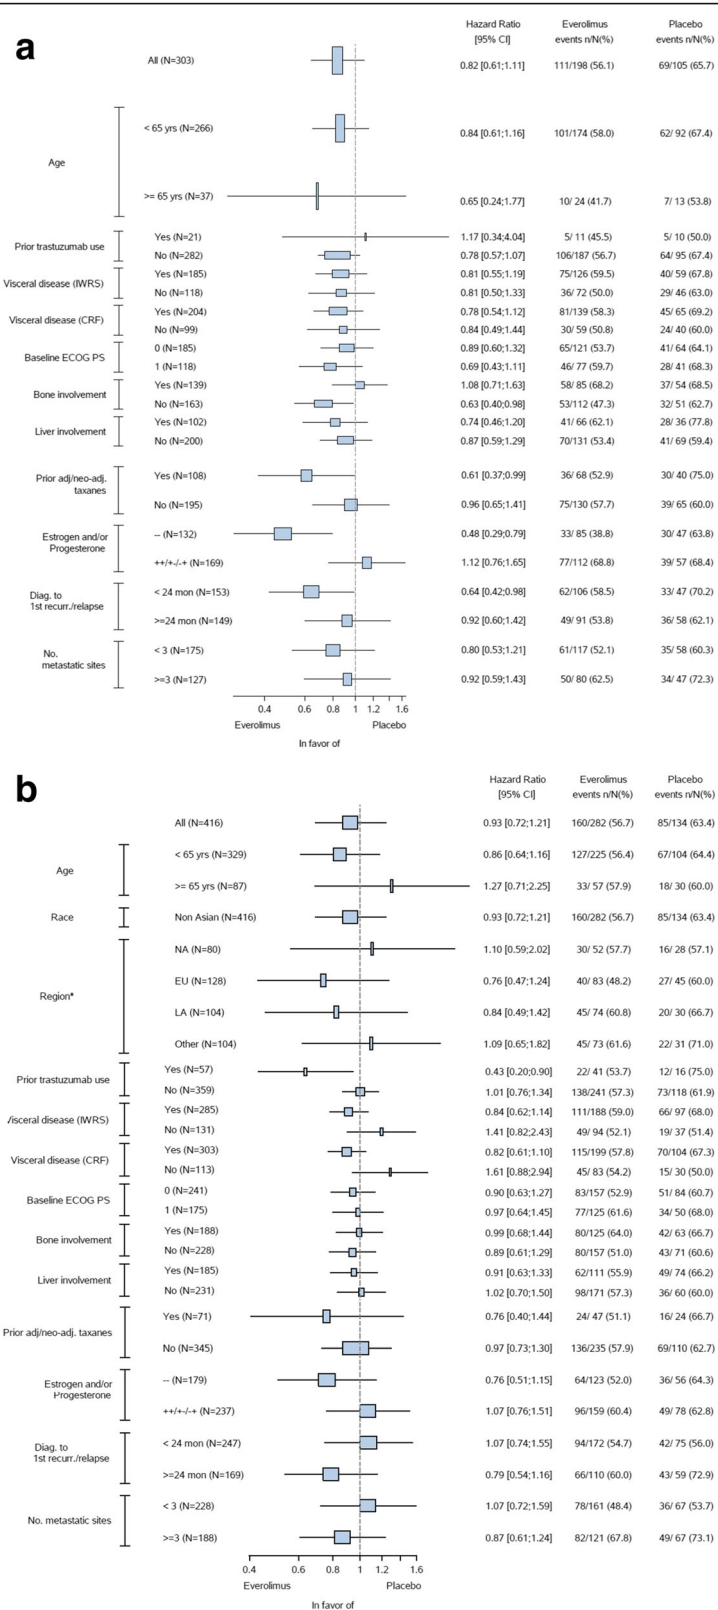 a
Hazard Ratio Everolimus Placebo
[95% CI] events n/N(%) events n/N(%)
All (N=303) 0.82 [0.61;1.11] 111/198 (56.1) 69/105 (65.7)
< 65 yrs (N=266) 0.84 [0.61;1.16] 101/174 (58.0) 62/ 92 (67.4)
Age
>= 65 yrs (N=37) 0.65 [0.24;1.77] 10/ 24 (41.7) 7/ 13 (53.8)
Prior trastuzumab use
Yes (N=21) 1.17 [0.34;4.04] 5/ 11 (45.5) 5/ 10 (50.0)
No (N=282) 0.78 [0.57;1.07] 106/187 (56.7) 64/ 95 (67.4)
Visceral disease (IWRS)
Yes (N=185) 0.81 [0.55;1.19] 75/126 (59.5) 40/ 59 (67.8)
No (N=118) 0.81 [0.50;1.33] 36/ 72 (50.0) 29/ 46 (63.0)
Visceral disease (CRF)
Yes (N=204) 0.78 [0.54;1.12] 81/139 (58.3) 45/ 65 (69.2)
No (N=99) 0.84 [0.49;1.44] 30/ 59 (50.8) 24/ 40 (60.0)
Baseline ECOG PS
0 (N=185) 0.89 [0.60;1.32] 65/121 (53.7) 41/ 64 (64.1)
1 (N=118) 0.69 [0.43;1.11] 46/ 77 (59.7) 28/ 41 (68.3)
Bone involvement
Yes (N=139) 1.08 [0.71;1.63] 58/ 85 (68.2) 37/ 54 (68.5)
No (N=163) 0.63 [0.40;0.98] 53/112 (47.3) 32/ 51 (62.7)
Liver involvement
Yes (N=102) 0.74 [0.46;1.20] 41/ 66 (62.1) 28/ 36 (77.8)
No (N=200) 0.87 [0.59;1.29] 70/131 (53.4) 41/ 69 (59.4)
Prior adj/neo-adj.
taxanes
Yes (N=108) 0.61 [0.37;0.99] 36/ 68 (52.9) 30/ 40 (75.0)
No (N=195) 0.96 [0.65;1.41] 75/130 (57.7) 39/ 65 (60.0)
Estrogen and/or
Progesterone
-- (N=132) 0.48 [0.29;0.79] 33/ 85 (38.8) 30/ 47 (63.8)
++/+-/-+ (N=169) 1.12 [0.76;1.65] 77/112 (68.8) 39/ 57 (68.4)
Diag. to
1st recurr./relapse
< 24 mon (N=153) 0.64 [0.42;0.98] 62/106 (58.5) 33/ 47 (70.2)
>=24 mon (N=149) 0.92 [0.60;1.42] 49/ 91 (53.8) 36/ 58 (62.1)
No.
metastatic sites
< 3 (N=175) 0.80 [0.53;1.21] 61/117 (52.1) 35/ 58 (60.3)
>=3 (N=127) 0.92 [0.59;1.43] 50/ 80 (62.5) 34/ 47 (72.3)
0.4 0.6 0.8 1 1.2 1.6
Everolimus Placebo
In favor of
b
Hazard Ratio Everolimus Placebo
[95% CI] events n/N(%) events n/N(%)
All (N=416) 0.93 [0.72;1.21] 160/282 (56.7) 85/134 (63.4)
< 65 yrs (N=329) 0.86 [0.64;1.16] 127/225 (56.4) 67/104 (64.4)
Age
>= 65 yrs (N=87) 1.27 [0.71;2.25] 33/ 57 (57.9) 18/ 30 (60.0)
Race Non Asian (N=416) 0.93 [0.72;1.21] 160/282 (56.7) 85/134 (63.4)
NA (N=80) 1.10 [0.59;2.02] 30/ 52 (57.7) 16/ 28 (57.1)
EU (N=128) 0.76 [0.47;1.24] 40/ 83 (48.2) 27/ 45 (60.0)
Region*
LA (N=104) 0.84 [0.49;1.42] 45/ 74 (60.8) 20/ 30 (66.7)
Other (N=104) 1.09 [0.65;1.82] 45/ 73 (61.6) 22/ 31 (71.0)
Prior trastuzumab use
Yes (N=57) 0.43 [0.20;0.90] 22/ 41 (53.7) 12/ 16 (75.0)
No (N=359) 1.01 [0.76;1.34] 138/241 (57.3) 73/118 (61.9)
isceral disease (IWRS)
Yes (N=285) 0.84 [0.62;1.14] 111/188 (59.0) 66/ 97 (68.0)
No (N=131) 1.41 [0.82;2.43] 49/ 94 (52.1) 19/ 37 (51.4)
Visceral disease (CRF)
Yes (N=303) 0.82 [0.61;1.10] 115/199 (57.8) 70/104 (67.3)
No (N=113) 1.61 [0.88;2.94] 45/ 83 (54.2) 15/ 30 (50.0)
Baseline ECOG PS
0 (N=241) 0.90 [0.63;1.27] 83/157 (52.9) 51/ 84 (60.7)
1 (N=175) 0.97 [0.64;1.45] 77/125 (61.6) 34/ 50 (68.0)
Bone involvement
Yes (N=188) 0.99 [0.68;1.44] 80/125 (64.0) 42/ 63 (66.7)
No (N=228) 0.89 [0.61;1.29] 80/157 (51.0) 43/ 71 (60.6)
Liver involvement
Yes (N=185) 0.91 [0.63;1.33] 62/111 (55.9) 49/ 74 (66.2)
No (N=231) 1.02 [0.70;1.50] 98/171 (57.3) 36/ 60 (60.0)
Prior adj/neo-adj. taxanes
Yes (N=71) 0.76 [0.40;1.44] 24/ 47 (51.1) 16/ 24 (66.7)
No (N=345) 0.97 [0.73;1.30] 136/235 (57.9) 69/110 (62.7)
Estrogen and/or
Progesterone
-- (N=179) 0.76 [0.51;1.15] 64/123 (52.0) 36/ 56 (64.3)
++/+-/-+ (N=237) 1.07 [0.76;1.51] 96/159 (60.4) 49/ 78 (62.8)
Diag. to
1st recurr./relapse
< 24 mon (N=247) 1.07 [0.74;1.55] 94/172 (54.7) 42/ 75 (56.0)
>=24 mon (N=169) 0.79 [0.54;1.16] 66/110 (60.0) 43/ 59 (72.9)
No. metastatic sites
< 3 (N=228) 1.07 [0.72;1.59] 78/161 (48.4) 36/ 67 (53.7)
>=3 (N=188) 0.87 [0.61;1.24] 82/121 (67.8) 49/ 67 (73.1)
0.4 0.6 0.8 1 1.2 1.6
Everolimus Placebo
In favor of